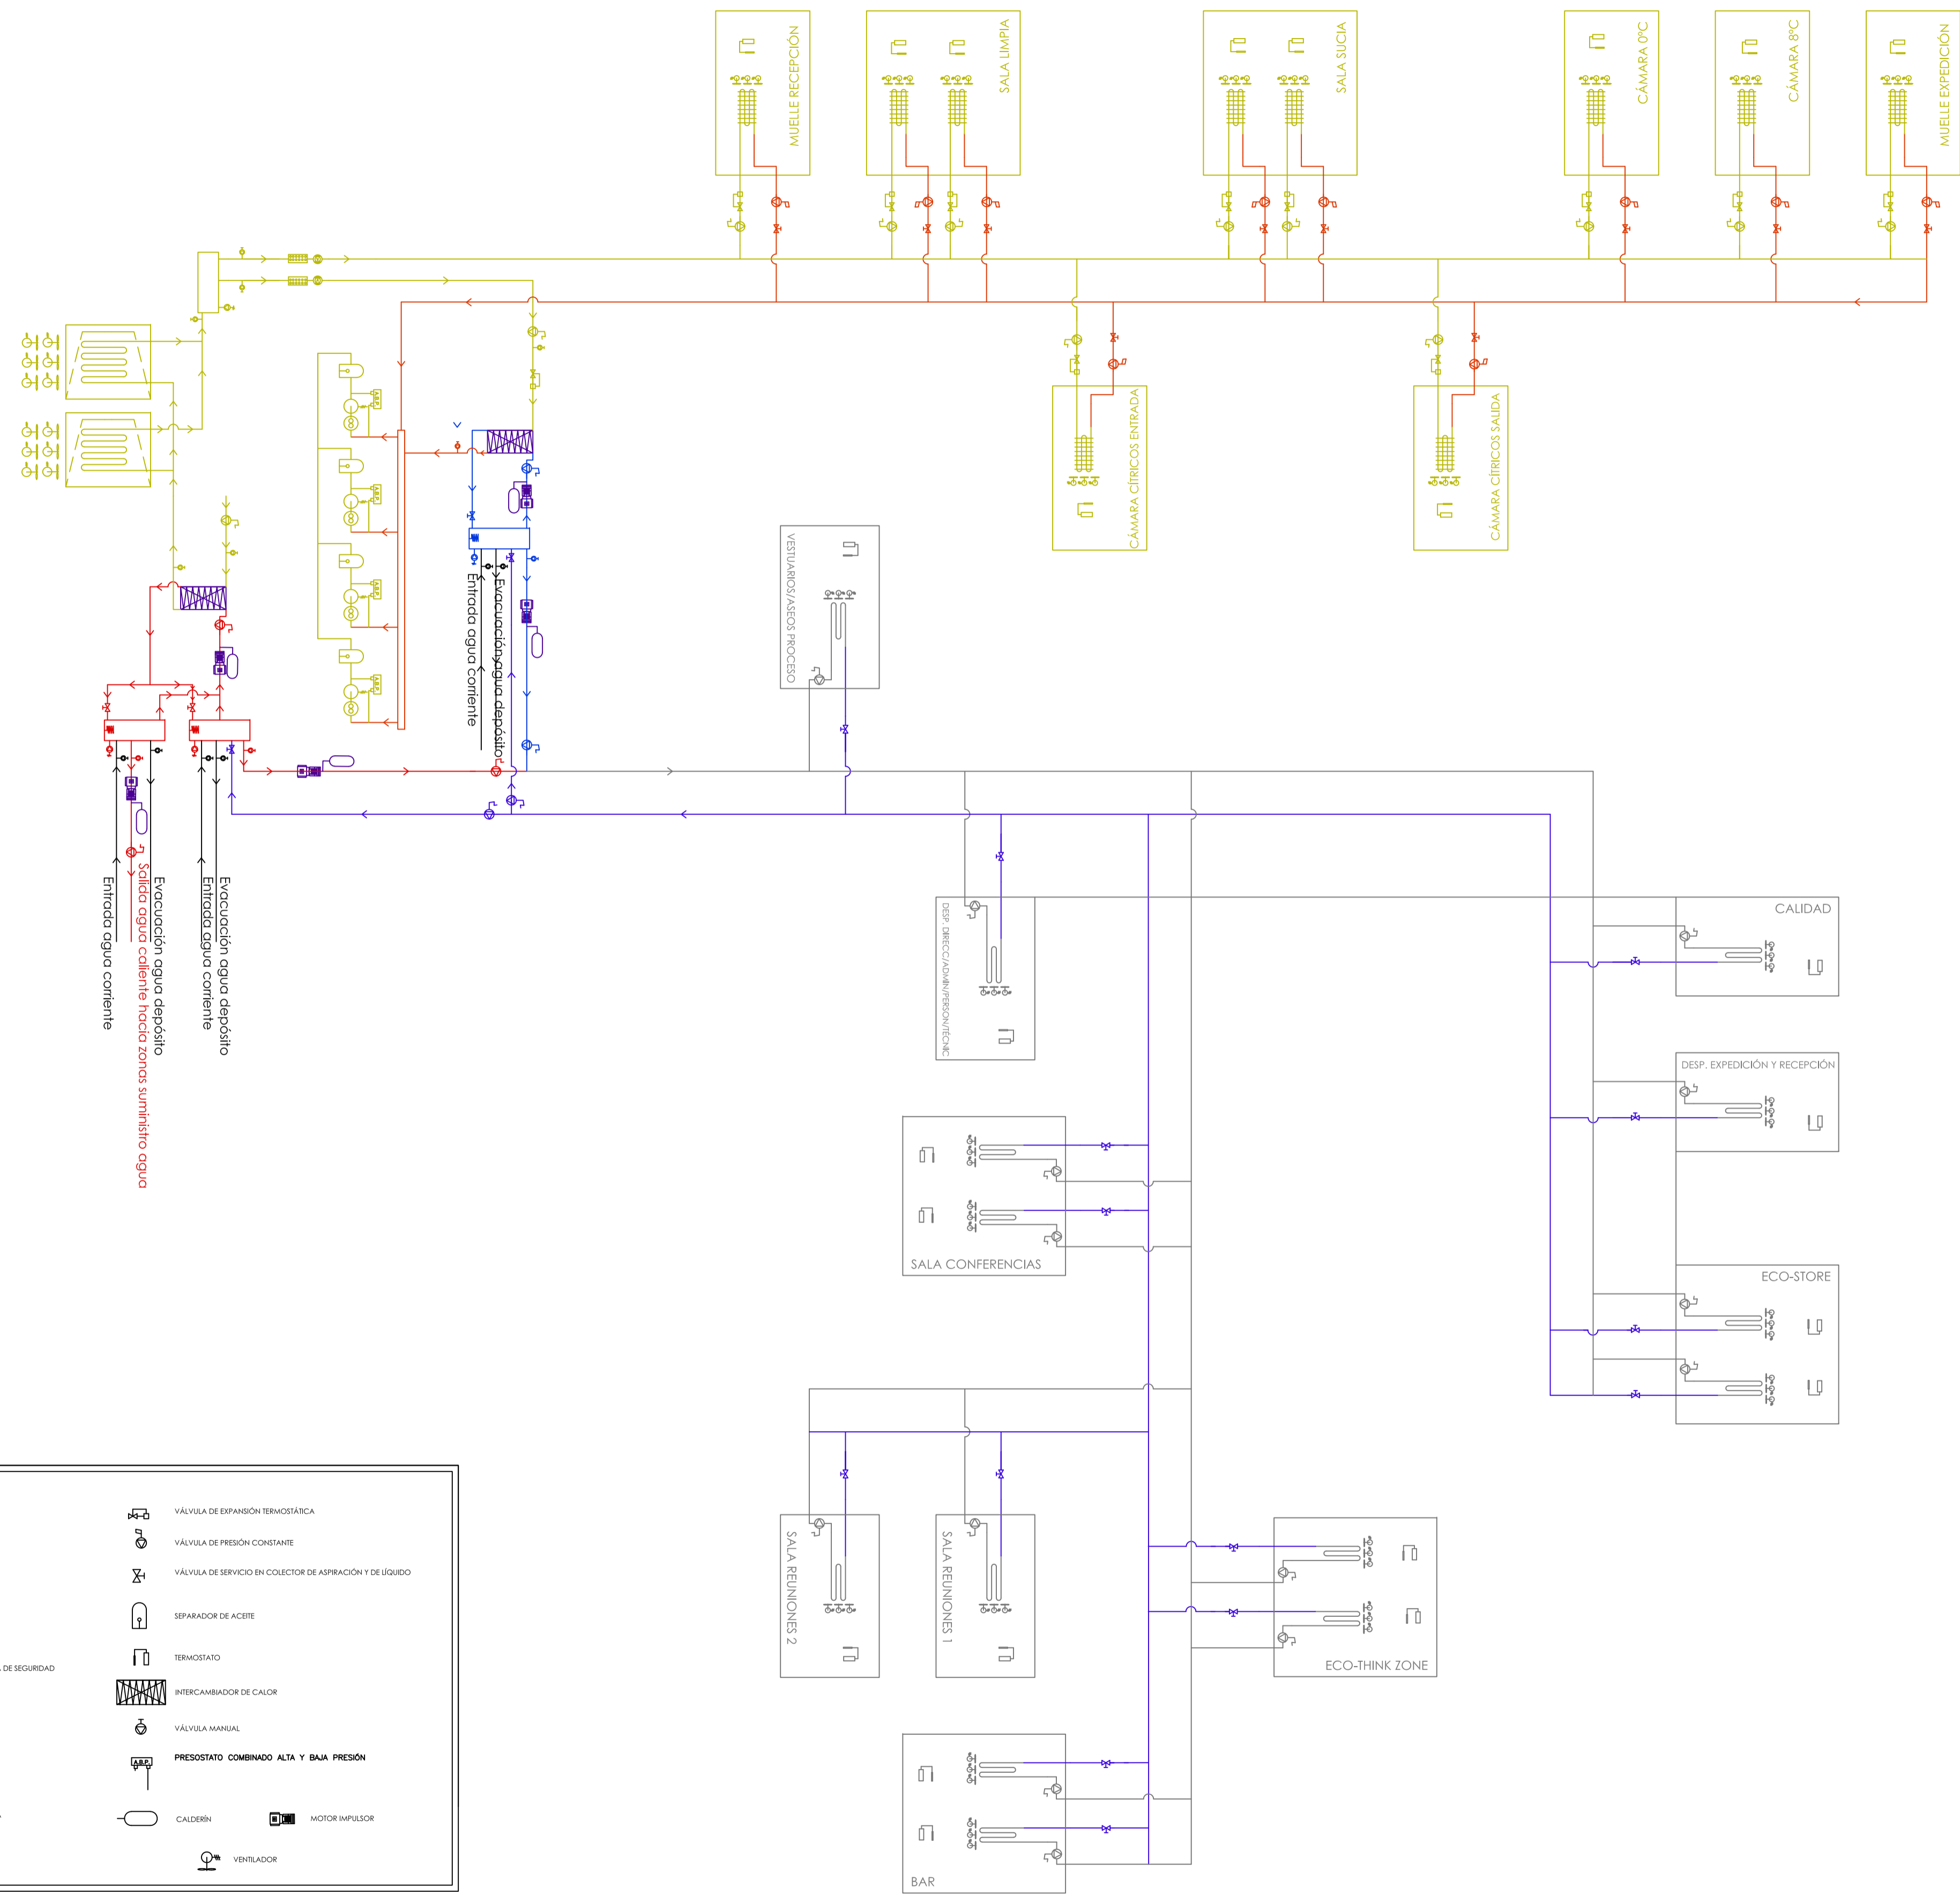 MUELLE RECEPCIÓN
SALA LIMPIA
SALA SUCIA
CÁMARA 0ºC
CÁMARA 8ºC
MUELLE EXPEDICIÓN
CÁMARA CÍTRICOS ENTRADA
CÁMARA CÍTRICOS SALIDA
A.B.P.
A.B.P.
A.B.P.
A.B.P.
VESTUARIOS/ASEOS PROCESO
Entrada agua corriente
Evacuación agua depósito
Entrada agua corriente
Salida agua caliente hacia zonas suministro agua
Evacuación agua depósito
Entrada agua corriente
Evacuación agua depósito
DESP. DIRECC/ADMIN/PERSON/TÉCNIC
CALIDAD
DESP. EXPEDICIÓN Y RECEPCIÓN
SALA CONFERENCIAS
ECO-STORE
SALA REUNIONES 2
SALA REUNIONES 1
ECO-THINK ZONE
BAR
VÁLVULA DE EXPANSIÓN TERMOSTÁTICA
VÁLVULA DE PRESIÓN CONSTANTE
VÁLVULA DE SERVICIO EN COLECTOR DE ASPIRACIÓN Y DE LÍQUIDO
SEPARADOR DE ACEITE
TERMOSTATO
DE SEGURIDAD
INTERCAMBIADOR DE CALOR
VÁLVULA MANUAL
A.B.P.
PRESOSTATO COMBINADO ALTA Y BAJA PRESIÓN
CALDERÍN
MOTOR IMPULSOR
VENTILADOR